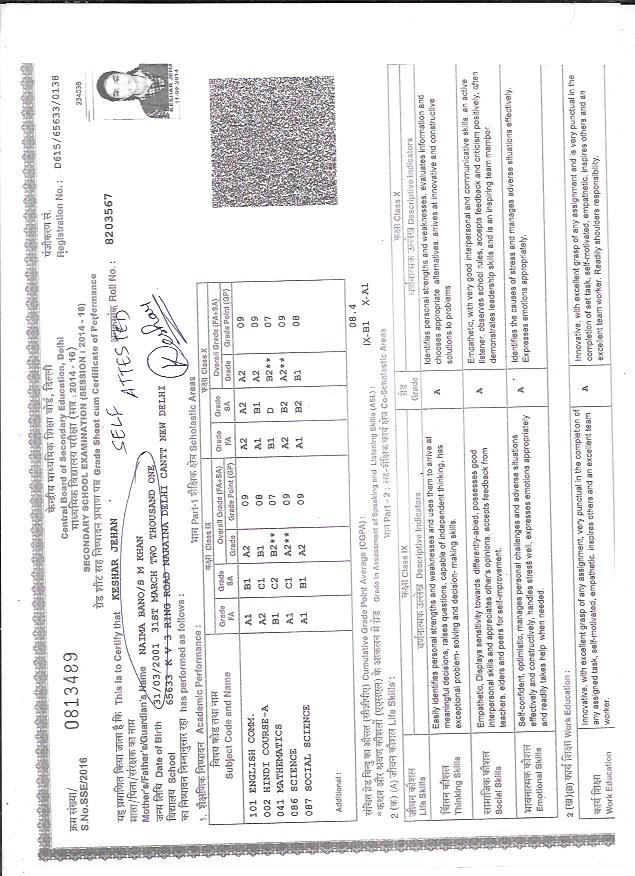 केन्द्रीय माध्यमिक शिक्षा बोर्ड, दिल्ली
Central Board of Secondary Education, Delhi
माध्यमिक विद्यालय परीक्षा (सत्र : 2014 - 16)
SECONDARY SCHOOL EXAMINATION (SESSION : 2014 - 16)
ग्रेड शीट सह निष्पादन प्रमाण पत्र Grade Sheet cum Certificate of Performance
क्रम संख्या/
S.No.SSE/2016 0813489
पंजीकरण सं.
Registration No.: D615/65633/0138
234038
KESHAR JEHA
11-09-2014
यह प्रमाणित किया जाता है कि This is to Certify that KESHAR JEHAN
SELF ATTESTED
Roll No.: 8203567
माता/पिता/संरक्षक का नाम
Mother's/Father's/Guardian's Name NAIMA BANO/S M KHAN
जन्म तिथि Date of Birth 31/03/2001 31ST MARCH TWO THOUSAND ONE
विद्यालय School 65633 K V 3 RING ROAD NARAINA DELHI CANTT NEW DELHI
Keshar
का निष्पादन निम्नानुसार रहा has performed as follows :
1. शैक्षणिक निष्पादन Academic Performance : भाग Part-1 शैक्षिक क्षेत्र Scholastic Areas
विषय कोड तथा नाम कक्षा Class IX कक्षा Class X
Subject Code and Name Grade FA Grade SA Overall Grade (FA+SA) Grade Grade Point (GP) Grade FA Grade SA Overall Grade (FA+SA) Grade Grade Point (GP)
101 ENGLISH COMM. A1 B1 A2 09 A2 A2 A2 09
002 HINDI COURSE-A A2 C1 B1 08 A1 B1 A2 09
041 MATHEMATICS B1 C2 B2** 07 B1 D B2** 07
086 SCIENCE A1 C1 A2** 09 A2 B2 A2** 09
087 SOCIAL SCIENCE A1 B1 A2 09 A1 B2 B1 08
Additional :
संचित ग्रेड बिन्दु का औसत (सीजीपीए) Cumulative Grade Point Average (CGPA) : 08.4
Grade in Assessment of Speaking and Listening Skills (ASL) : IX-B1 X-A1
भाग Part - 2 : सह-शैक्षिक क्षेत्र Co-Scholastic Areas
2 (क) (A) जीवन कौशल Life Skills :
कक्षा Class IX कक्षा Class X
जीवन कौशल वर्णनात्मक उल्लेख Descriptive Indicators ग्रेड वर्णनात्मक उल्लेख Descriptive Indicators
Life Skills Grade
चिंतन कौशल
Thinking Skills
Easily identifies personal strengths and weaknesses and uses them to arrive at
meaningful decisions, raises questions, capable of independent thinking, has
exceptional problem- solving and decision- making skills.
A
Identifies personal strengths and weaknesses, evaluates information and
chooses appropriate alternatives, arrives at innovative and constructive
solutions to problems.
सामाजिक कौशल
Social Skills
Empathetic, Displays sensitivity towards differently-abled, possesses good
interpersonal skills and appreciates other's opinions, accepts feedback from
teachers, elders and peers for self-improvement.
A
Empathetic, with very good interpersonal and communicative skills, an active
listener, observes school rules, accepts feedback and criticism positively, often
demonstrates leadership skills and is an inspiring team member.
भावनात्मक कौशल
Emotional Skills
Self-confident, optimistic, manages personal challenges and adverse situations
effectively and constructively, handles stress well, expresses emotions appropriately
and readily takes help when needed.
A
Identifies the causes of stress and manages adverse situations effectively.
Expresses emotions appropriately.
2 (ख)(B) कार्य शिक्षा Work Education :
कार्य शिक्षा
Work Education
Innovative, with excellent grasp of any assignment, very punctual in the completion of
any assigned task, self-motivated, empathetic, inspires others and an excellent team
worker.
A
Innovative, with excellent grasp of any assignment and is very punctual in the
completion of set task, self-motivated, empathetic, inspires others and an
excellent team worker. Readily shoulders responsibility.